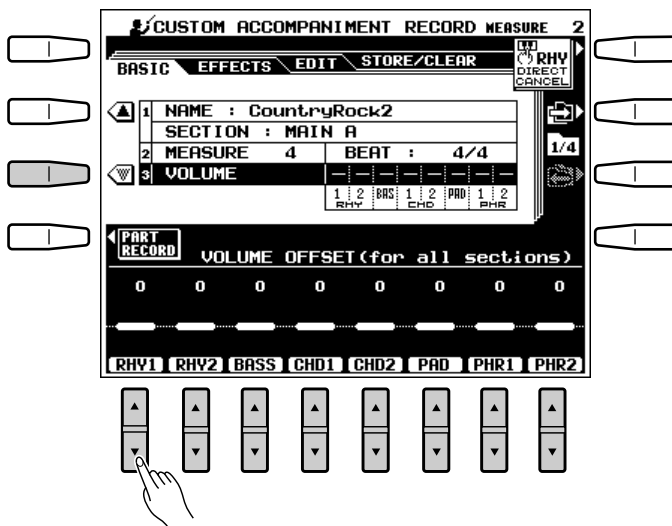 CUSTOM ACCOMPANIMENT RECORD MEASURE 2
BASIC EFFECTS EDIT STORE/CLEAR
RHY
DIRECT
CANCEL
1 NAME : CountryRock2
SECTION : MAIN A
2 MEASURE 4 BEAT : 4/4
1/4
3 VOLUME
1 2 BAS 1 2 PAD 1 2
RHY CHD PHR
PART
RECORD
VOLUME OFFSET(for all sections)
0 0 0 0 0 0 0 0
RHY1 RHY2 BASS CHD1 CHD2 PAD PHR1 PHR2